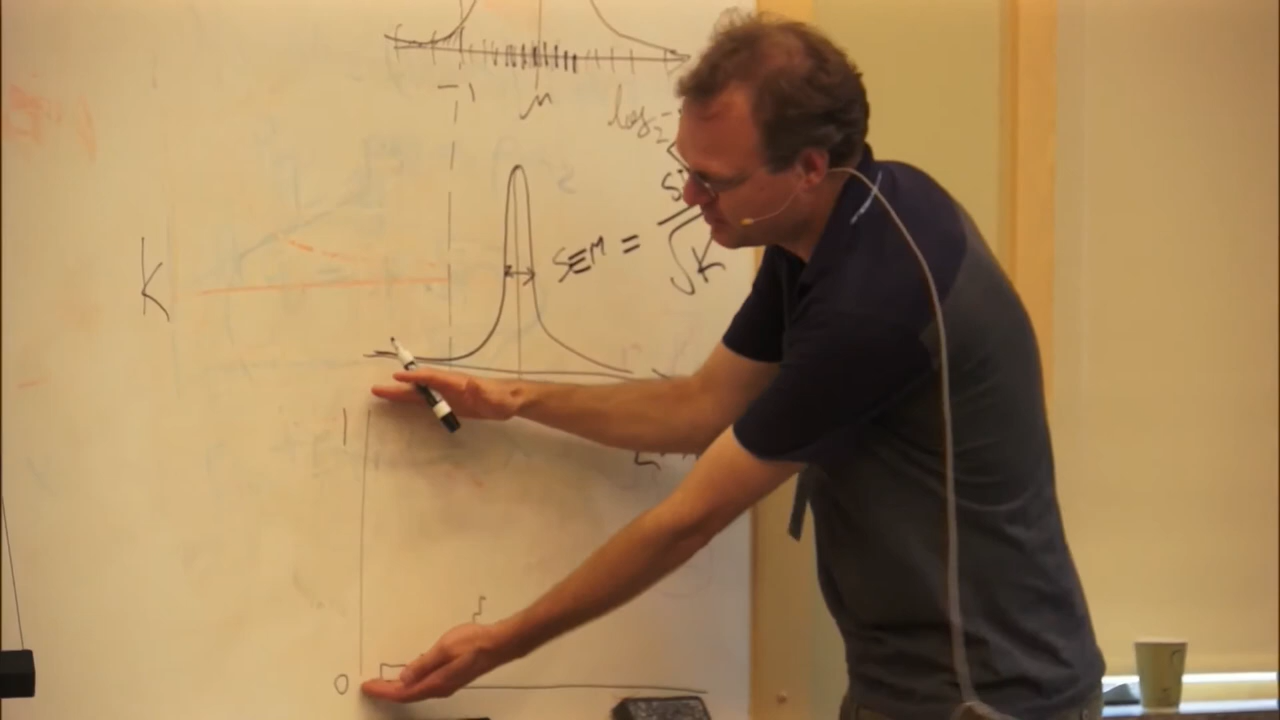 -1 μ
log2
K SEM = S/√K
1
0